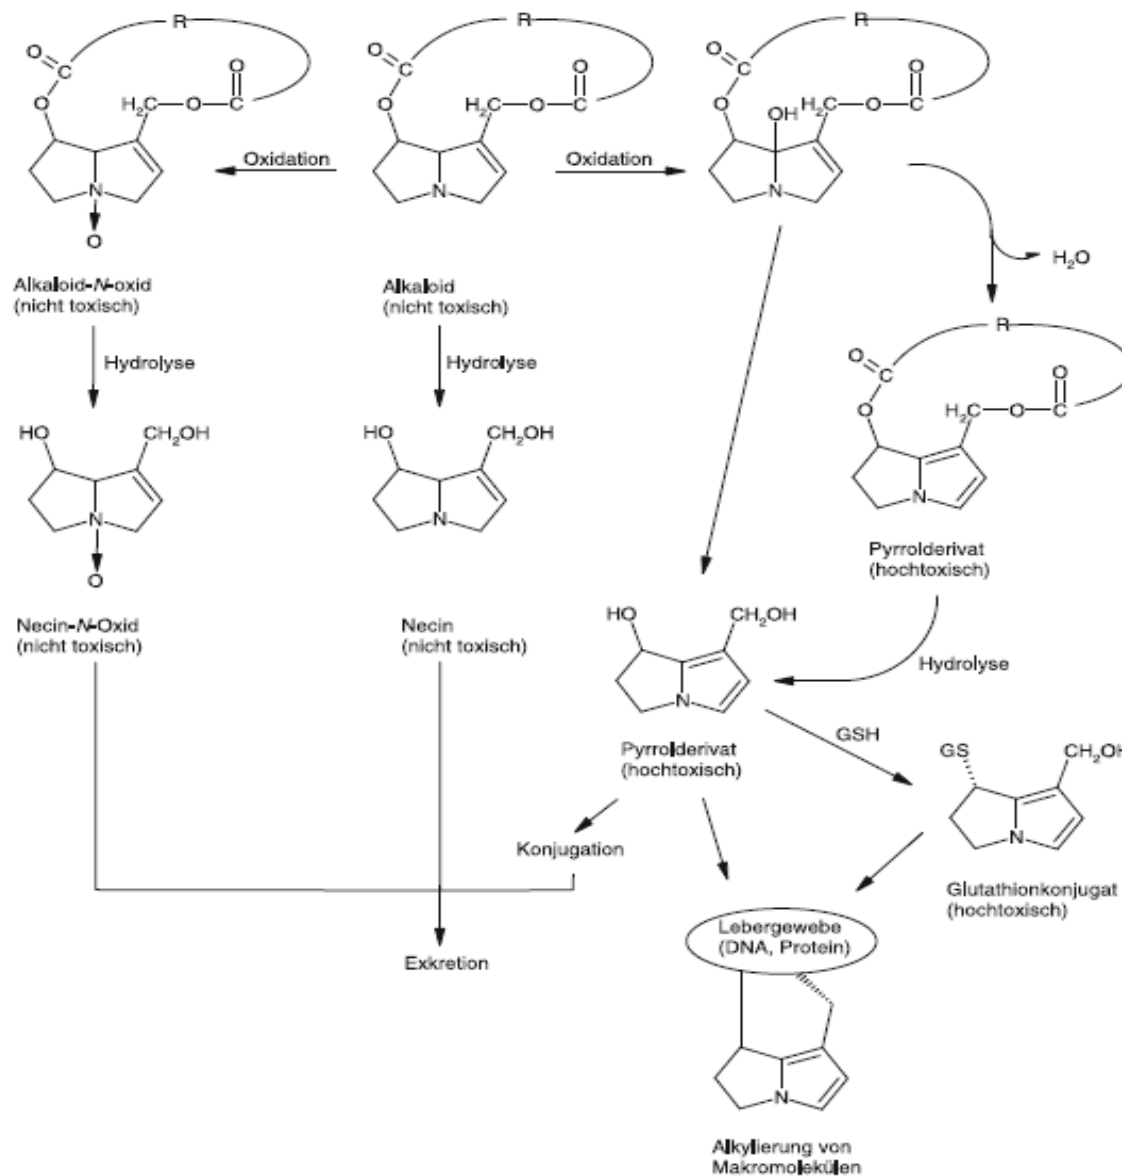 R
R
R
O
C
O
H2C—O—C
O
O
C
O
H2C—O—C
O
O
C
O
OH
H2C—O—C
O
Oxidation
Oxidation
N
O
N
N
H2O
Alkaloid-N-oxid
(nicht toxisch)
Alkaloid
(nicht toxisch)
Hydrolyse
Hydrolyse
R
O
C
O
H2C—O—C
O
N
HO
CH2OH
N
O
HO
CH2OH
N
Pyrrolderivat
(hochtoxisch)
Necin-N-Oxid
(nicht toxisch)
Necin
(nicht toxisch)
HO
CH2OH
N
Hydrolyse
Pyrrolderivat
(hochtoxisch)
GSH
GS
CH2OH
N
Konjugation
Glutathionkonjugat
(hochtoxisch)
Lebergewebe
(DNA, Protein)
Exkretion
N
Alkylierung von
Makromolekülen